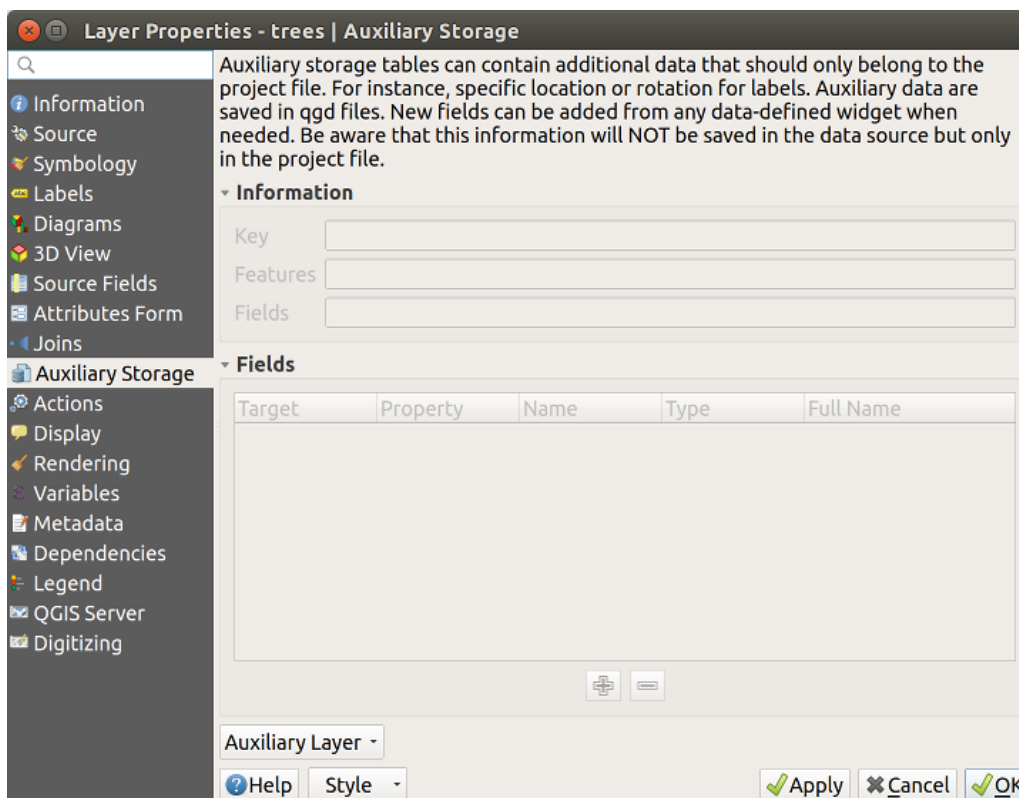 Layer Properties - trees | Auxiliary Storage
Information
Source
Symbology
Labels
Diagrams
3D View
Source Fields
Attributes Form
Joins
Auxiliary Storage
Actions
Display
Rendering
Variables
Metadata
Dependencies
Legend
QGIS Server
Digitizing
Auxiliary storage tables can contain additional data that should only belong to the
project file. For instance, specific location or rotation for labels. Auxiliary data are
saved in qgd files. New fields can be added from any data-defined widget when
needed. Be aware that this information will NOT be saved in the data source but only
in the project file.
Information
Key
Features
Fields
Fields
Target Property Name Type Full Name
Auxiliary Layer
Help Style Apply Cancel OK